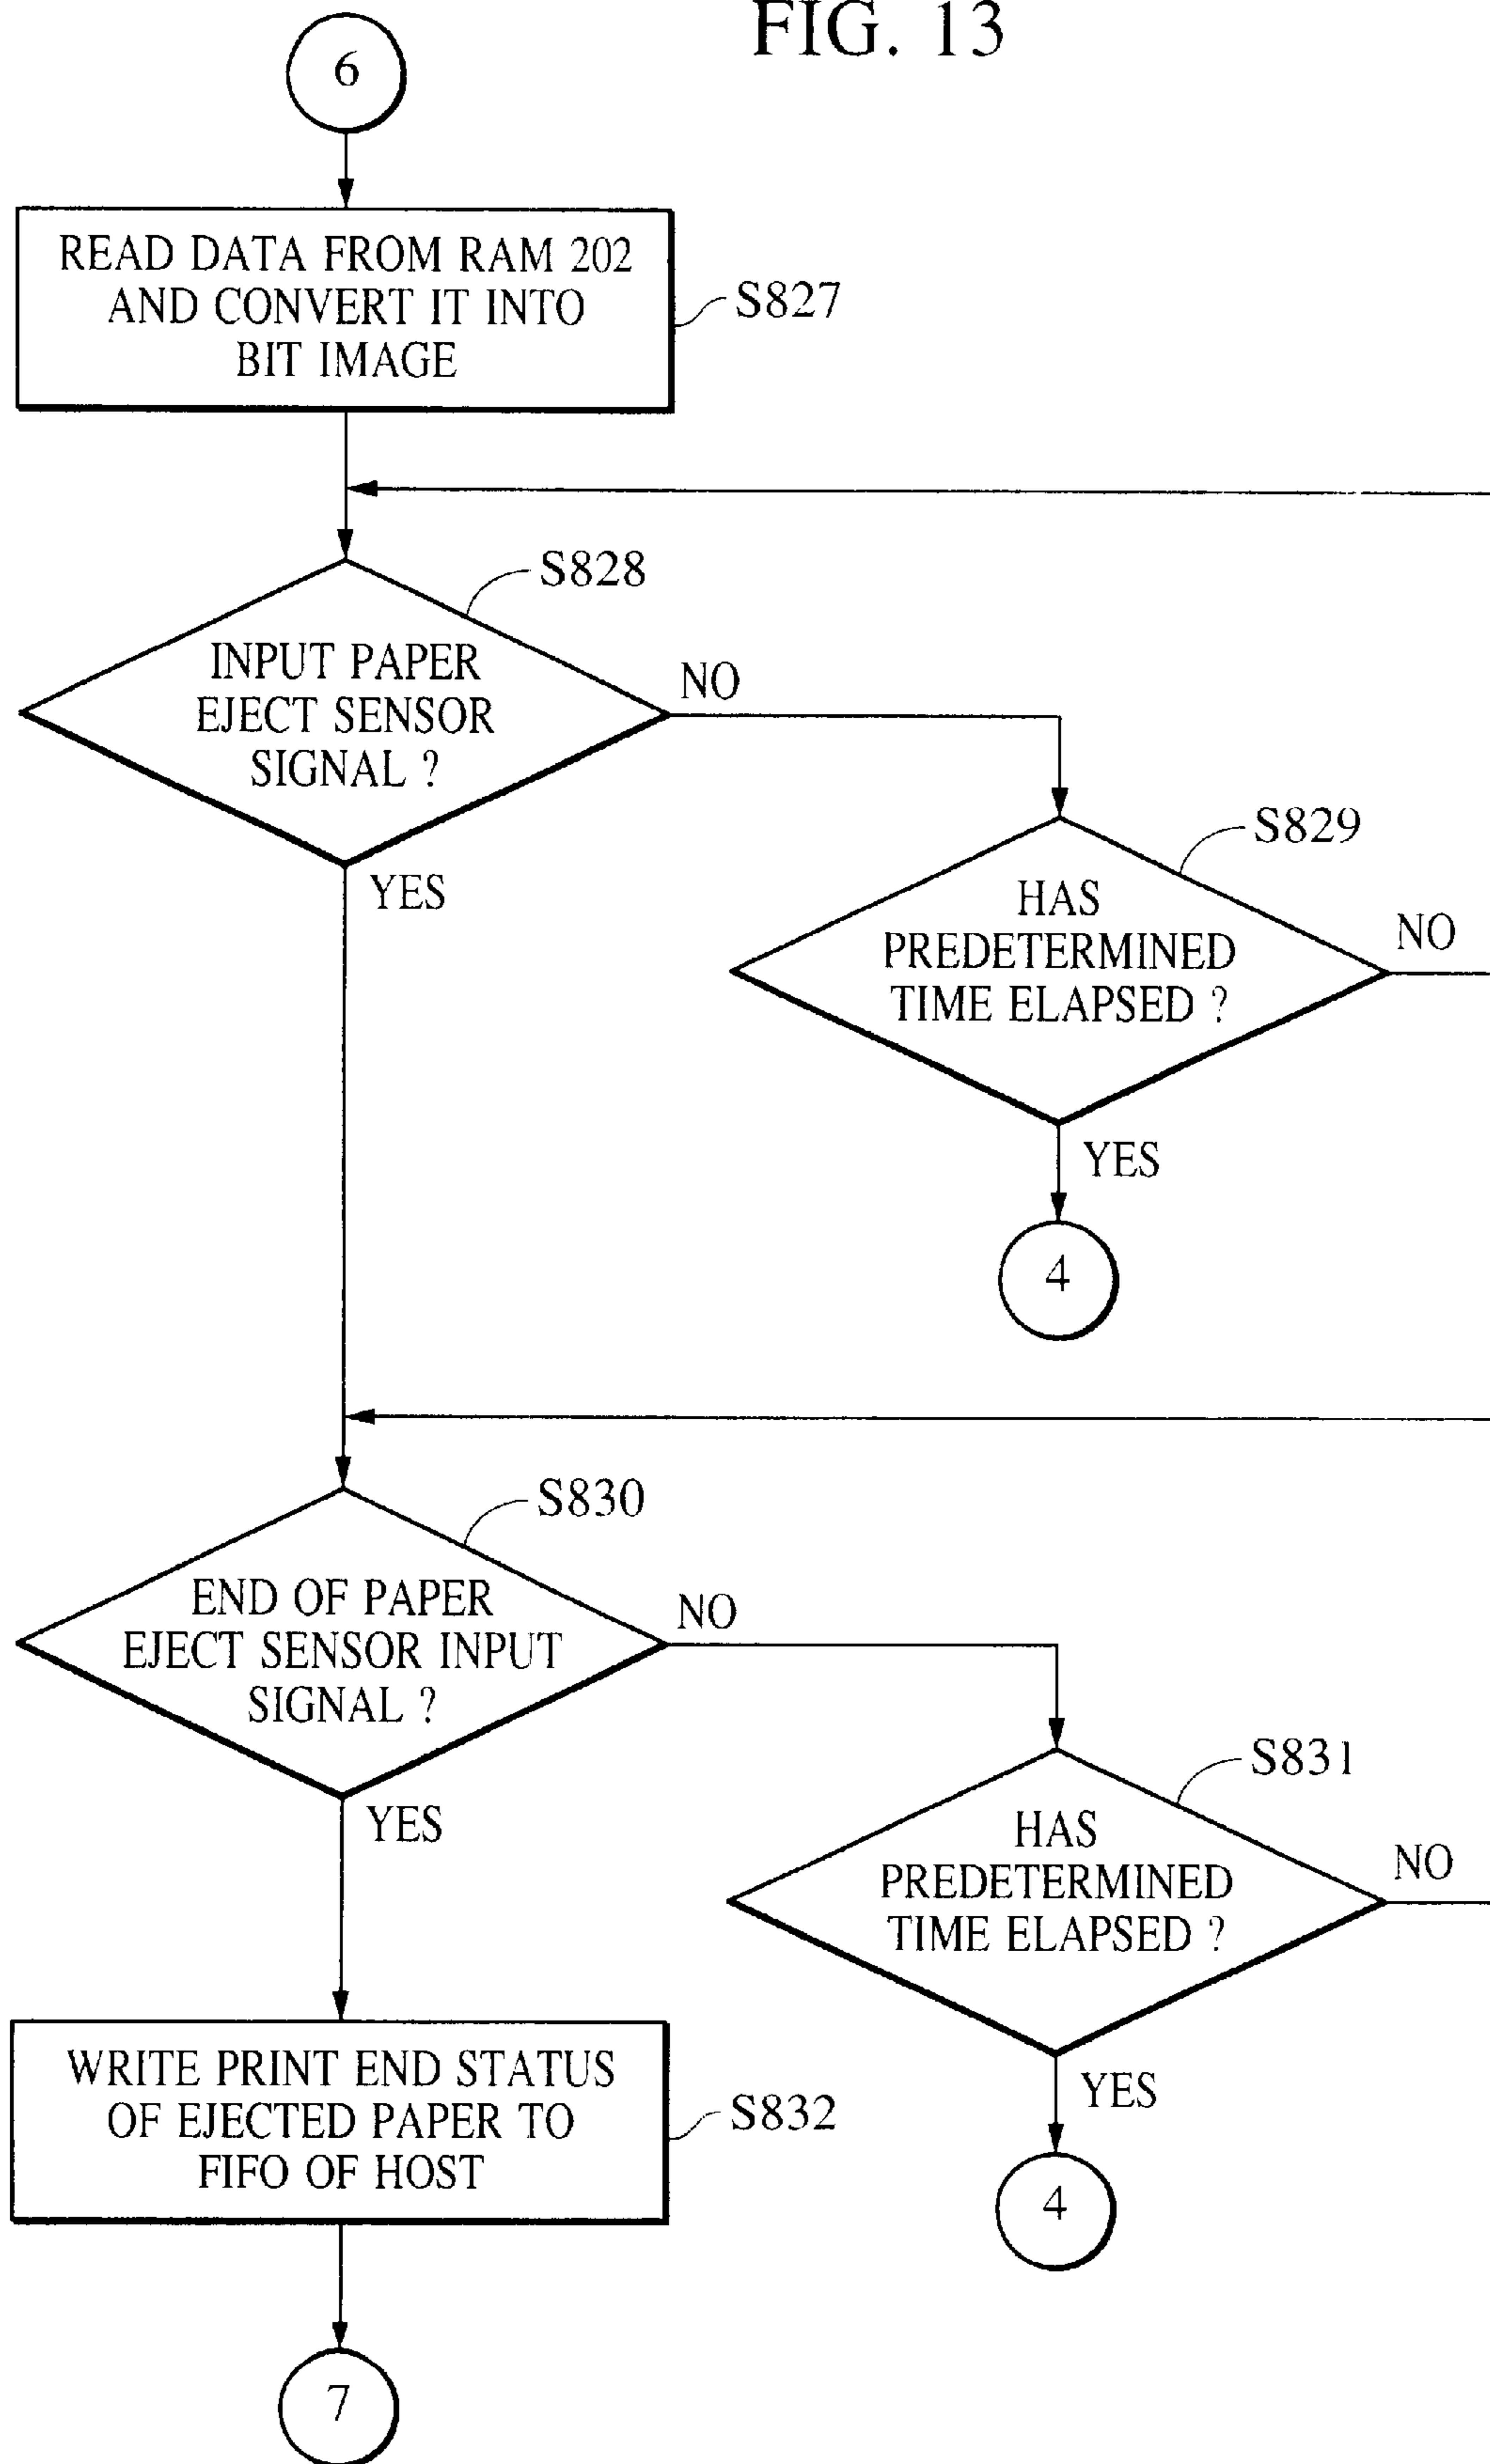 FIG. 13
6
READ DATA FROM RAM 202
AND CONVERT IT INTO
BIT IMAGE
S827
S828
INPUT PAPER
EJECT SENSOR
SIGNAL ?
NO
YES
S829
HAS
PREDETERMINED
TIME ELAPSED ?
NO
YES
4
S830
END OF PAPER
EJECT SENSOR INPUT
SIGNAL ?
NO
YES
S831
HAS
PREDETERMINED
TIME ELAPSED ?
NO
YES
4
WRITE PRINT END STATUS
OF EJECTED PAPER TO
FIFO OF HOST
S832
7